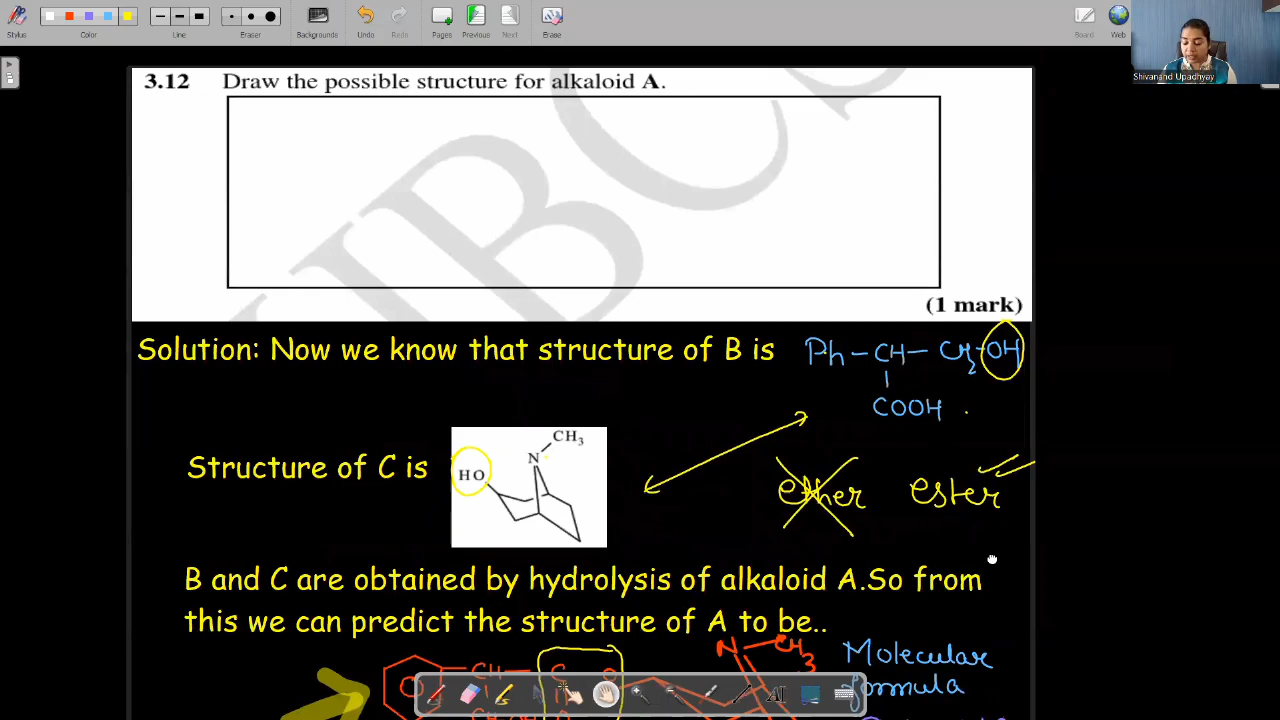 Stylus Color Line Eraser Backgrounds Undo Redo Pages Previous Next Erase Board Web
Shivanand Upadhyay
3.12 Draw the possible structure for alkaloid A.
(1 mark)
Solution: Now we know that structure of B is Ph – CH – CH2 – OH
COOH
Structure of C is
HO N CH3
ether ester
B and C are obtained by hydrolysis of alkaloid A.So from
this we can predict the structure of A to be..
CH C O N CH3 Molecular
formula